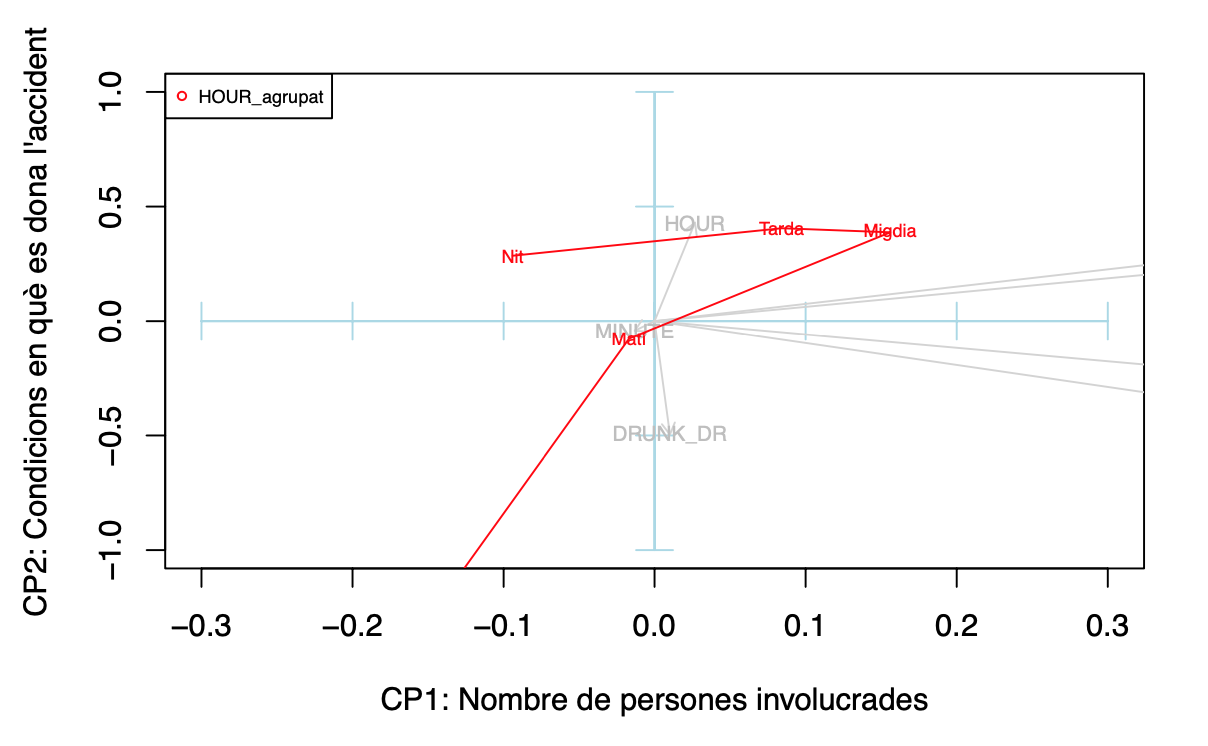 CP2: Condicions en què es dona l'accident
1.0
0.5
0.0
−0.5
−1.0
HOUR_agrupat
HOUR
Tarda
Migdia
Nit
MINUTE
Matí
DRUNK_DR
−0.3 −0.2 −0.1 0.0 0.1 0.2 0.3
CP1: Nombre de persones involucrades